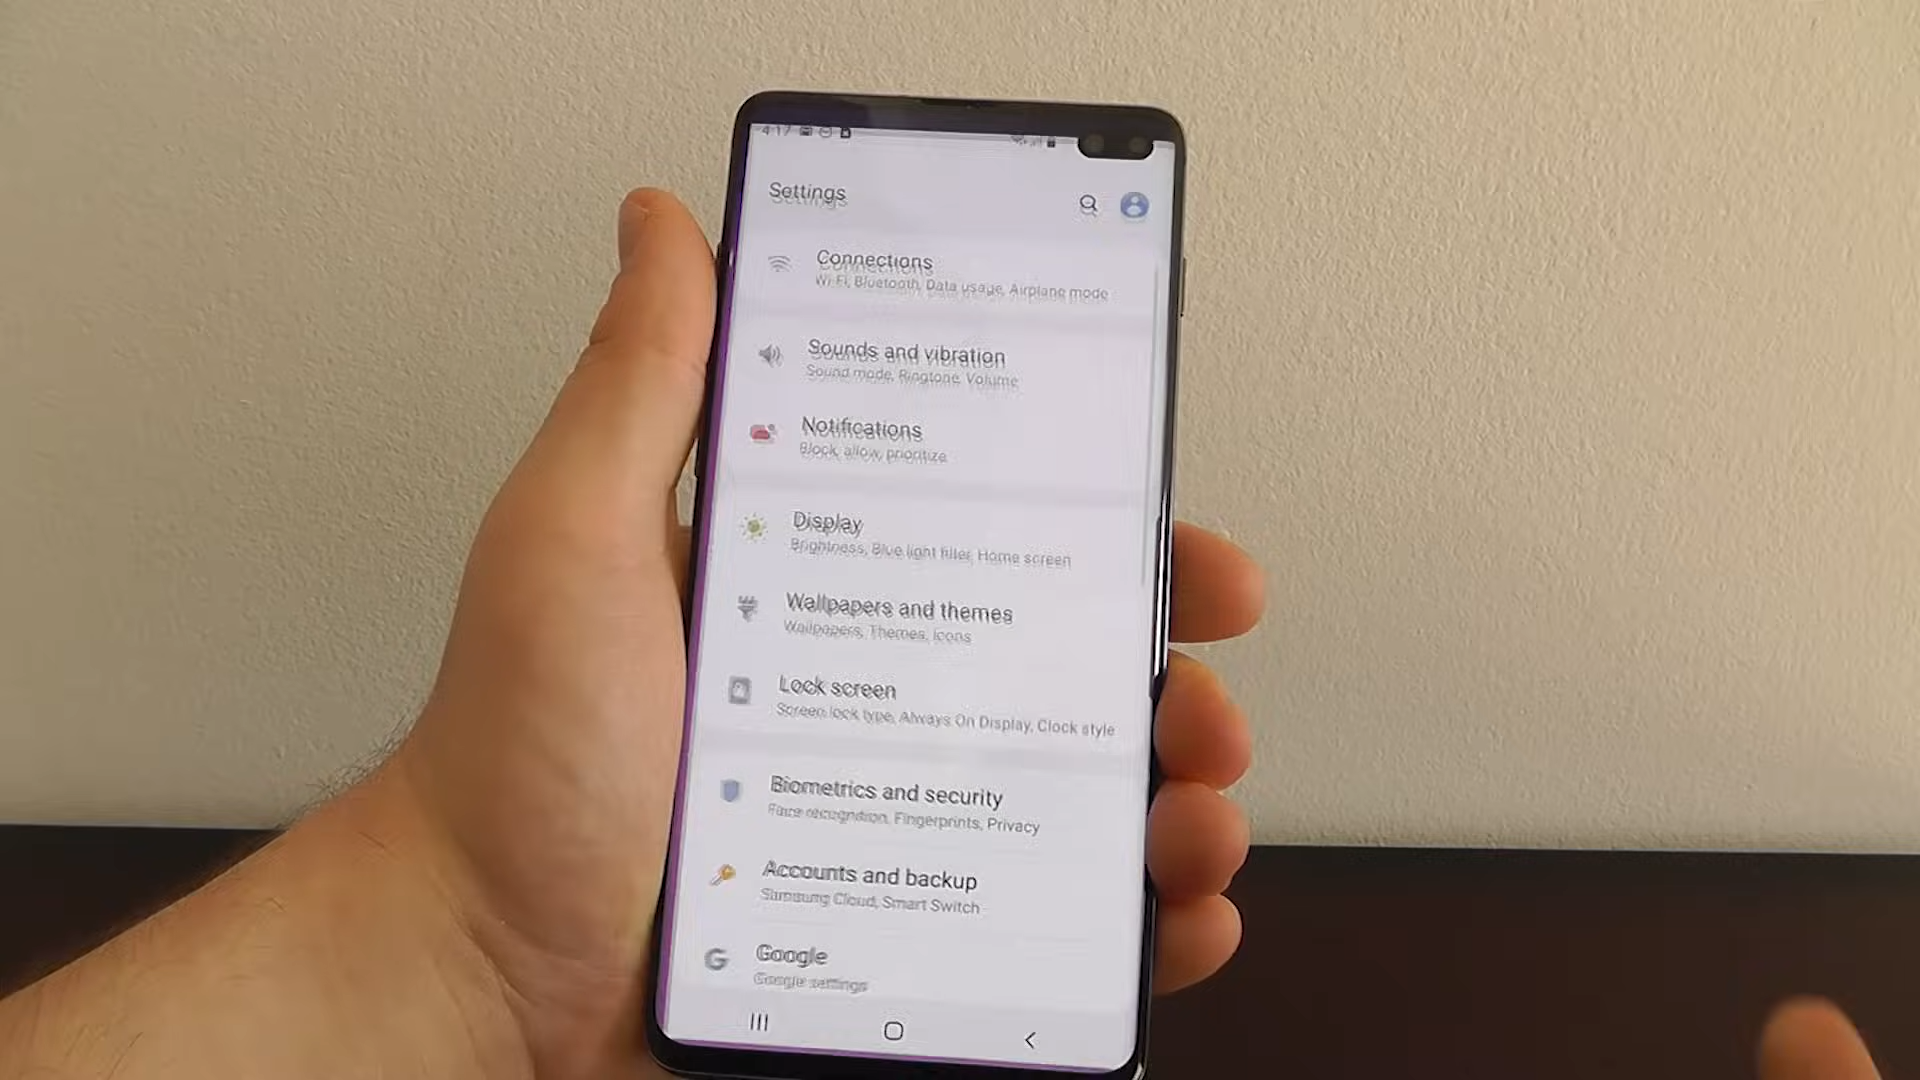 4:17
Settings
Connections
Wi-Fi, Bluetooth, Data usage, Airplane mode
Sounds and vibration
Sound mode, Ringtone, Volume
Notifications
Block, allow, prioritize
Display
Brightness, Blue light filter, Home screen
Wallpapers and themes
Wallpapers, Themes, Icons
Lock screen
Screen lock type, Always On Display, Clock style
Biometrics and security
Face recognition, Fingerprints, Privacy
Accounts and backup
Samsung Cloud, Smart Switch
G Google
Google settings